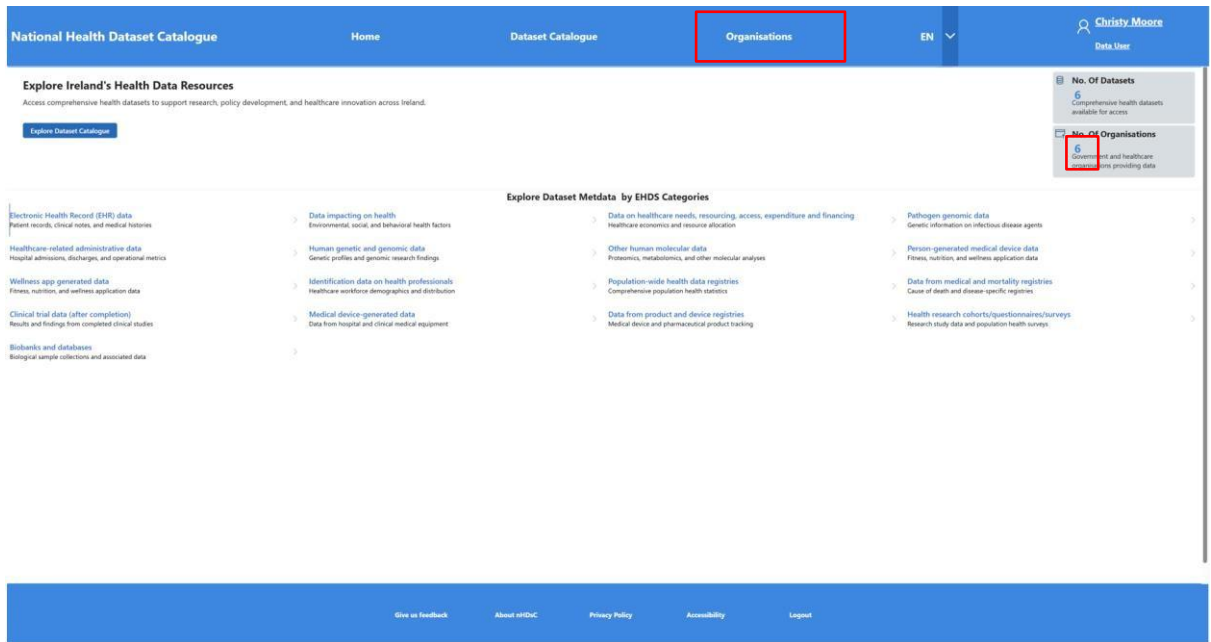 National Health Dataset Catalogue
Home
Dataset Catalogue
Organisations
EN
Christy Moore
Data User
Explore Ireland's Health Data Resources
Access comprehensive health datasets to support research, policy development, and healthcare innovation across Ireland.
Explore Dataset Catalogue
No. Of Datasets
6
Comprehensive health datasets
available for access
No. Of Organisations
6
Government and healthcare
organisations providing data
Explore Dataset Metdata by EHDS Categories
Electronic Health Record (EHR) data
Patient records, clinical notes, and medical histories
Data impacting on health
Environmental, social, and behavioral health factors
Data on healthcare needs, resourcing, access, expenditure and financing
Healthcare economics and resource allocation
Pathogen genomic data
Genetic information on infectious disease agents
Healthcare-related administrative data
Hospital admissions, discharges, and operational metrics
Human genetic and genomic data
Genetic profiles and genomic research findings
Other human molecular data
Proteomics, metabolomics, and other molecular analyses
Person-generated medical device data
Fitness, nutrition, and wellness application data
Wellness app generated data
Fitness, nutrition, and wellness application data
Identification data on health professionals
Healthcare workforce demographics and distribution
Population-wide health data registries
Comprehensive population health statistics
Data from medical and mortality registries
Cause of death and disease-specific registries
Clinical trial data (after completion)
Results and findings from completed clinical studies
Medical device-generated data
Data from hospital and clinical medical equipment
Data from product and device registries
Medical device and pharmaceutical product tracking
Health research cohorts/questionnaires/surveys
Research study data and population health surveys
Biobanks and databases
Biological sample collections and associated data
Give us feedback
About nHDsC
Privacy Policy
Accessibility
Logout